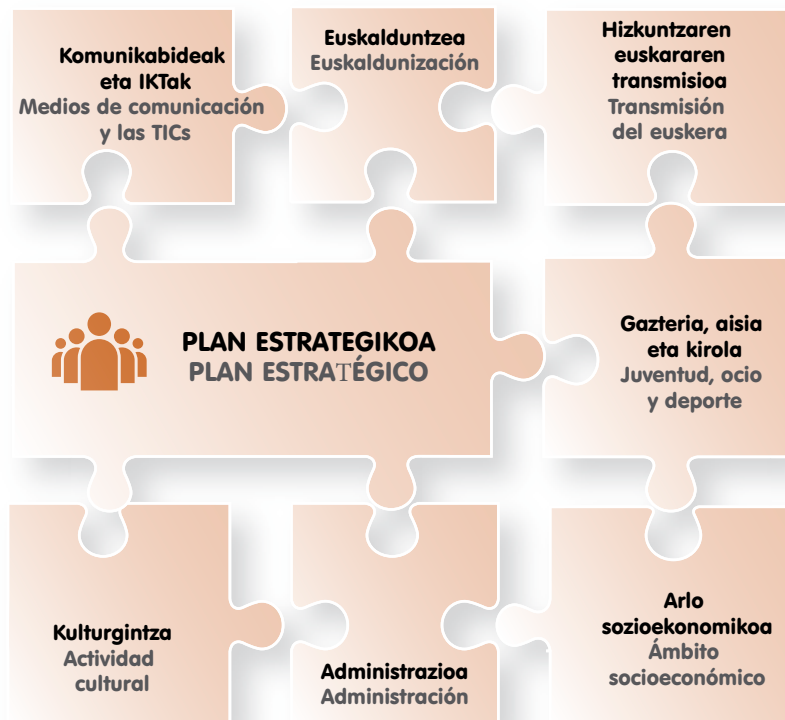 Komunikabideak
eta IKTak
Medios de comunicación
y las TICs
Euskalduntzea
Euskaldunización
Hizkuntzaren
euskararen
transmisioa
Transmisión
del euskera
PLAN ESTRATEGIKOA
PLAN ESTRATÉGICO
Gazteria, aisia
eta kirola
Juventud, ocio
y deporte
Kulturgintza
Actividad
cultural
Administrazioa
Administración
Arlo
sozioekonomikoa
Ámbito
socioeconómico